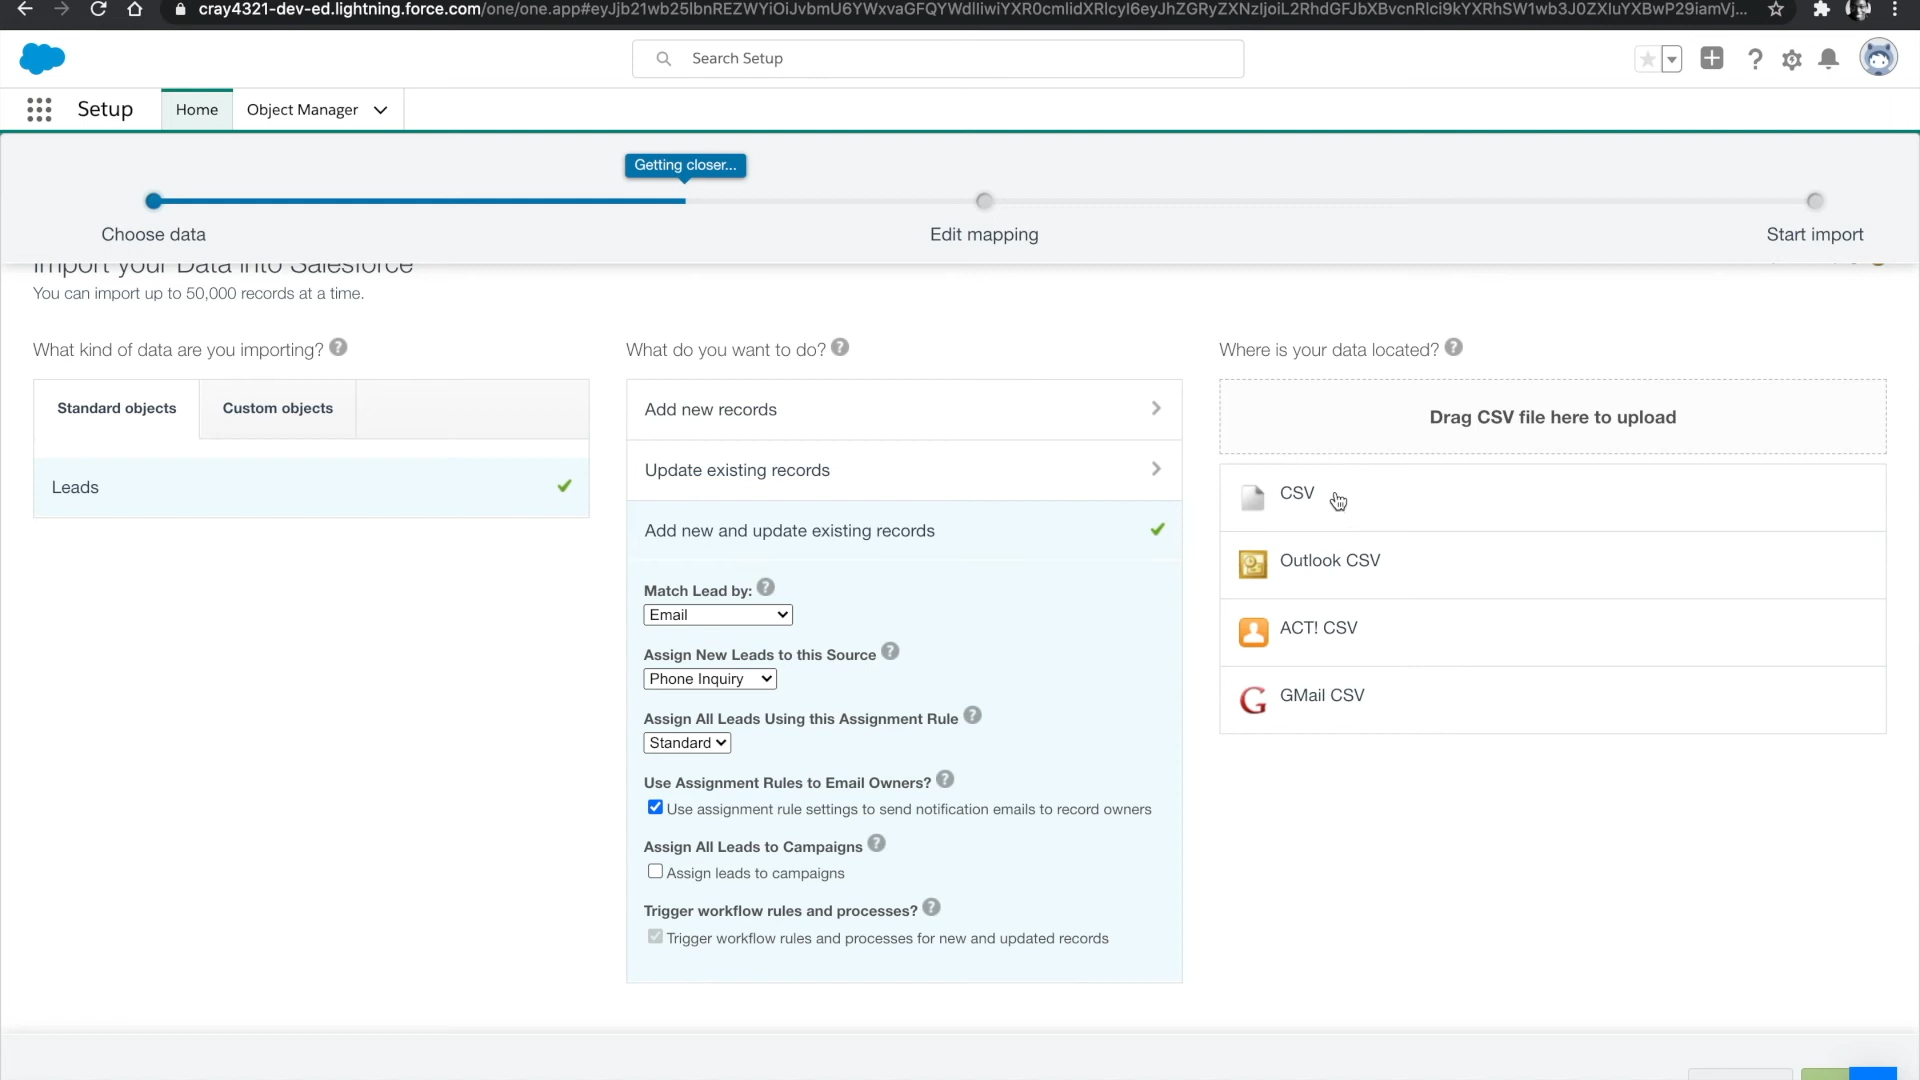 cray4321-dev-ed.lightning.force.com
Search Setup
Setup
Home
Object Manager
Getting closer...
Choose data
Edit mapping
Start import
Import your Data into Salesforce
You can import up to 50,000 records at a time.
What kind of data are you importing? ?
Standard objects
Custom objects
Leads
What do you want to do? ?
Add new records
Update existing records
Add new and update existing records
Match Lead by: ?
Email
Assign New Leads to this Source ?
Phone Inquiry
Assign All Leads Using this Assignment Rule ?
Standard
Use Assignment Rules to Email Owners? ?
Use assignment rule settings to send notification emails to record owners
Assign All Leads to Campaigns ?
Assign leads to campaigns
Trigger workflow rules and processes? ?
Trigger workflow rules and processes for new and updated records
Where is your data located? ?
Drag CSV file here to upload
CSV
Outlook CSV
ACT! CSV
G
GMail CSV